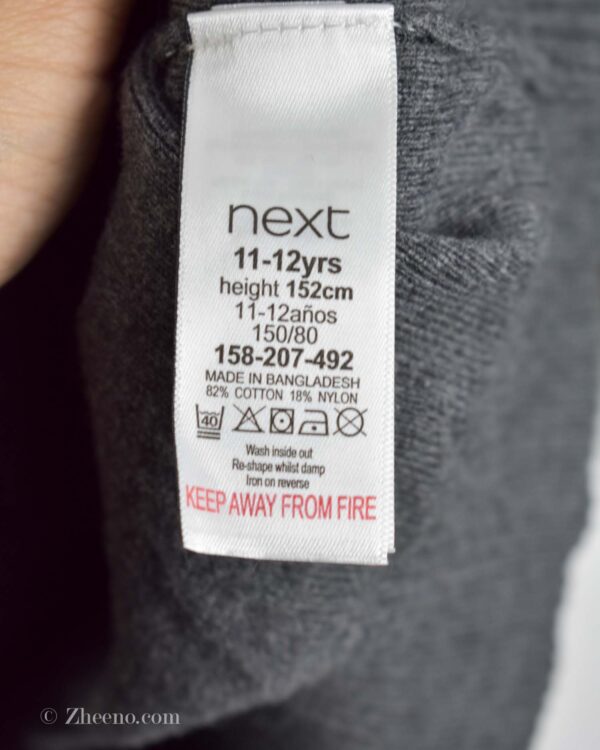 next
11-12yrs
height 152cm
11-12años
150/80
158-207-492
MADE IN BANGLADESH
82% COTTON 18% NYLON
40
Wash inside out
Re-shape whilst damp
Iron on reverse
KEEP AWAY FROM FIRE
© Zheeno.com